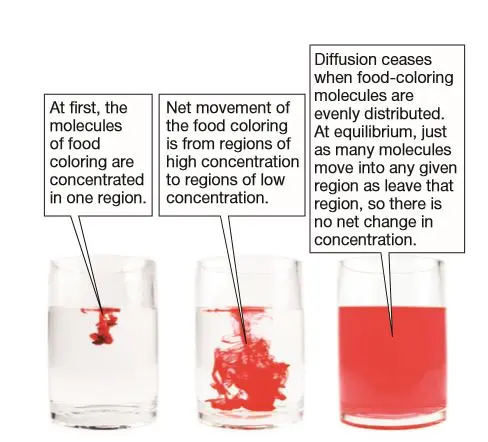 At first, the
molecules
of food
coloring are
concentrated
in one region.
Net movement of
the food coloring
is from regions of
high concentration
to regions of low
concentration.
Diffusion ceases
when food-coloring
molecules are
evenly distributed.
At equilibrium, just
as many molecules
move into any given
region as leave that
region, so there is
no net change in
concentration.